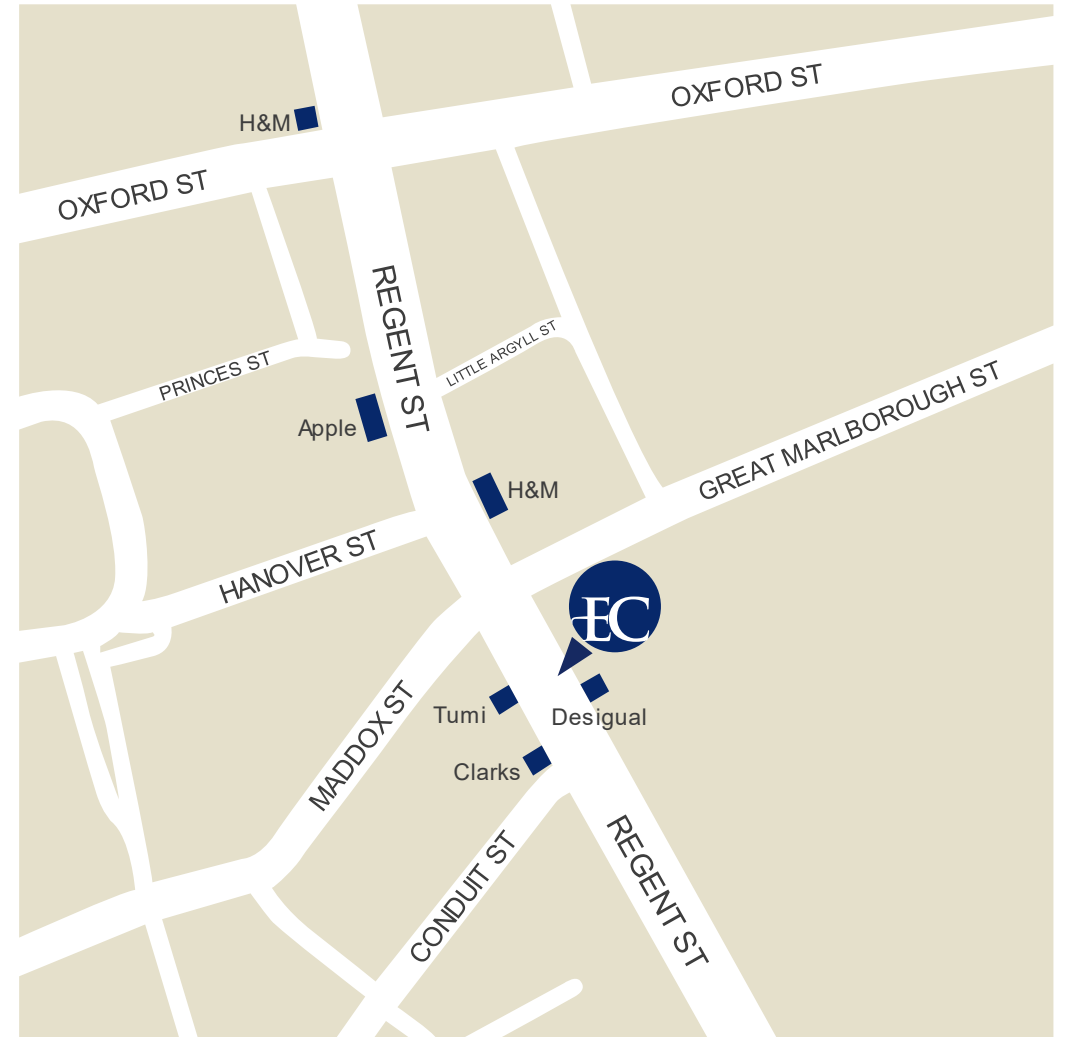 OXFORD ST
H&M
OXFORD ST
REGENT ST
LITTLE ARGYLL ST
PRINCES ST
GREAT MARLBOROUGH ST
Apple
H&M
HANOVER ST
EC
MADDOX ST
Tumi
Desigual
Clarks
REGENT ST
CONDUIT ST